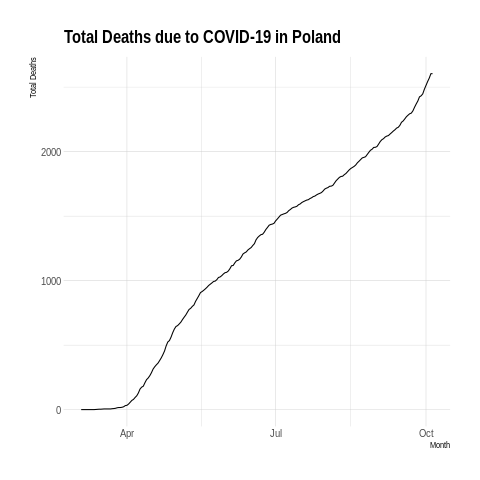 Total Deaths due to COVID-19 in Poland
Total Deaths
2000
1000
0
Apr
Jul
Oct
Month